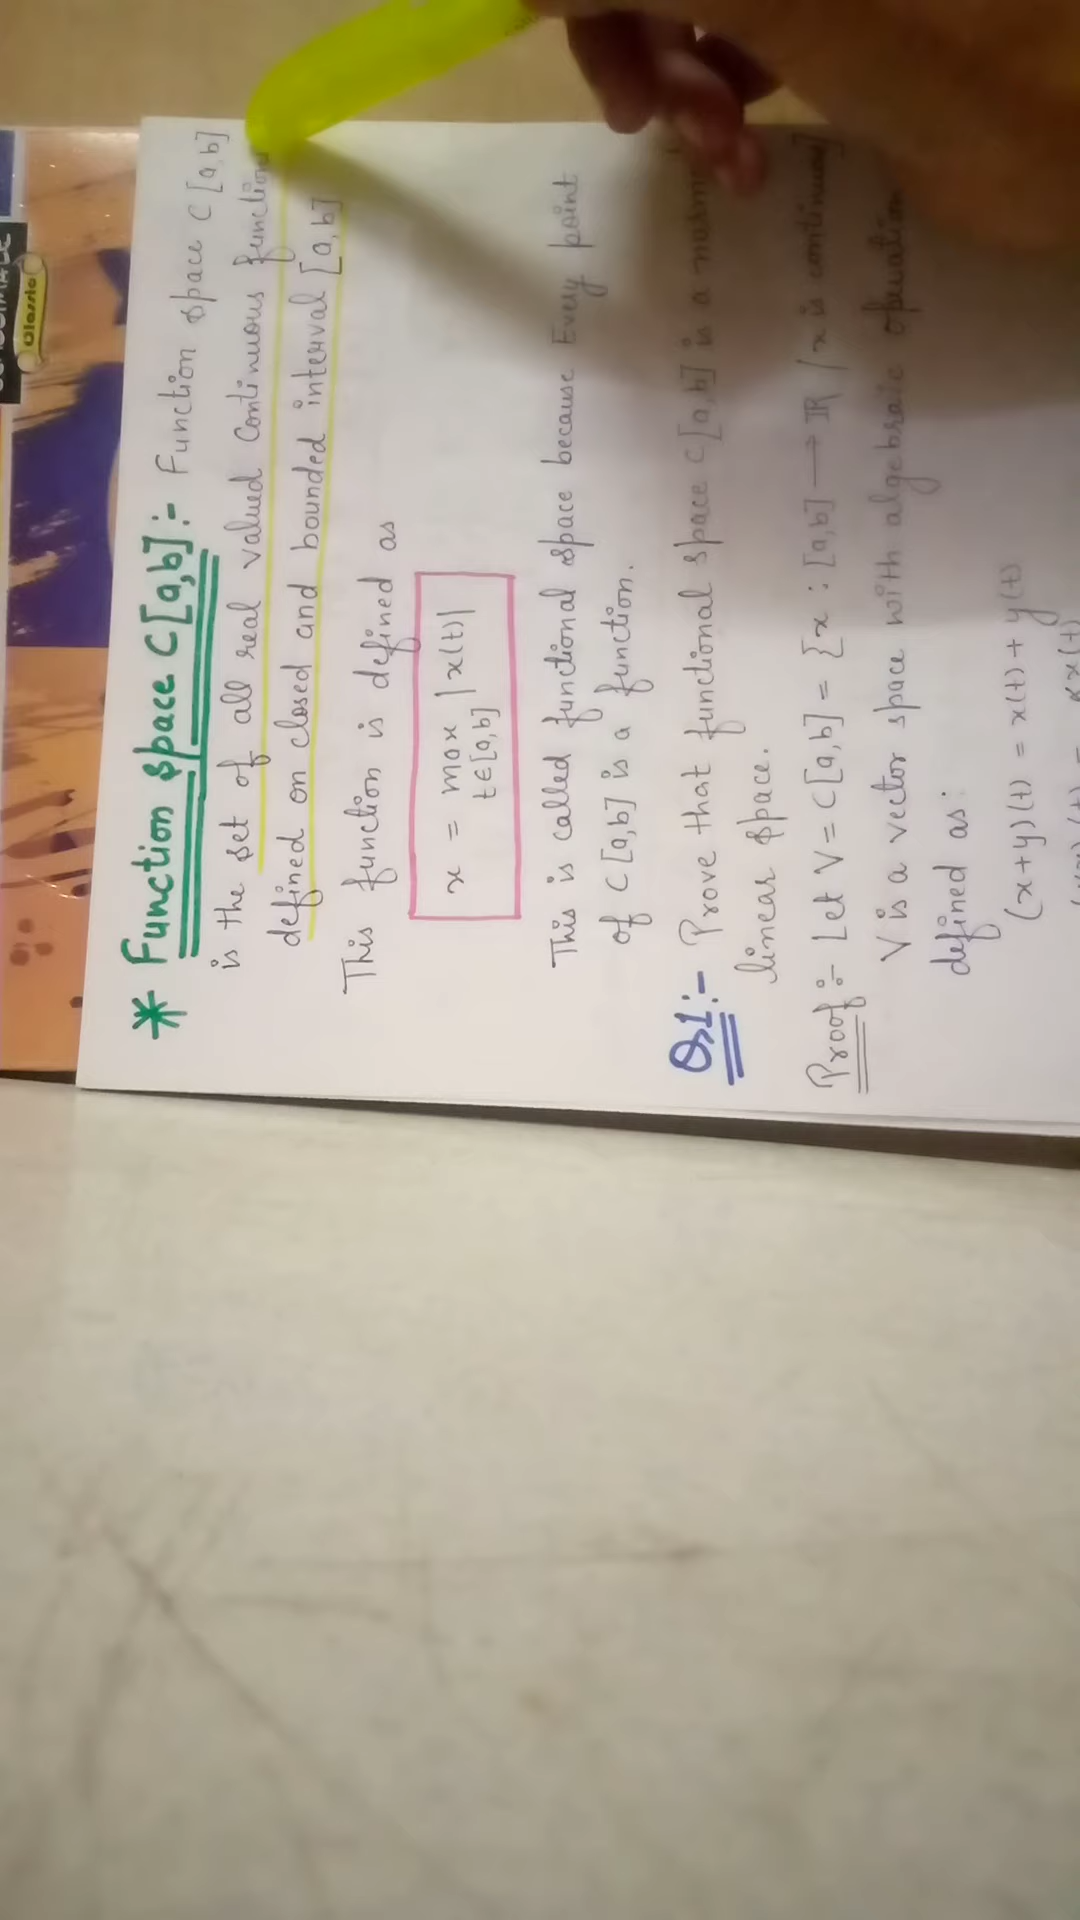 Classic
* Function space C[a,b]:- Function space C[a,b]
is the set of all real valued continuous function
defined on closed and bounded interval [a,b]
This function is defined as
x = max |x(t)|
t∈[a,b]
This is called functional space because Every point
of C[a,b] is a function.
Q.1:- Prove that functional space C[a,b] is a
linear space.
Proof:- Let V = C[a,b] = {x : [a,b] → ℝ / x is continuous}
V is a vector space with algebraic operation
defined as:
(x+y)(t) = x(t) + y(t)